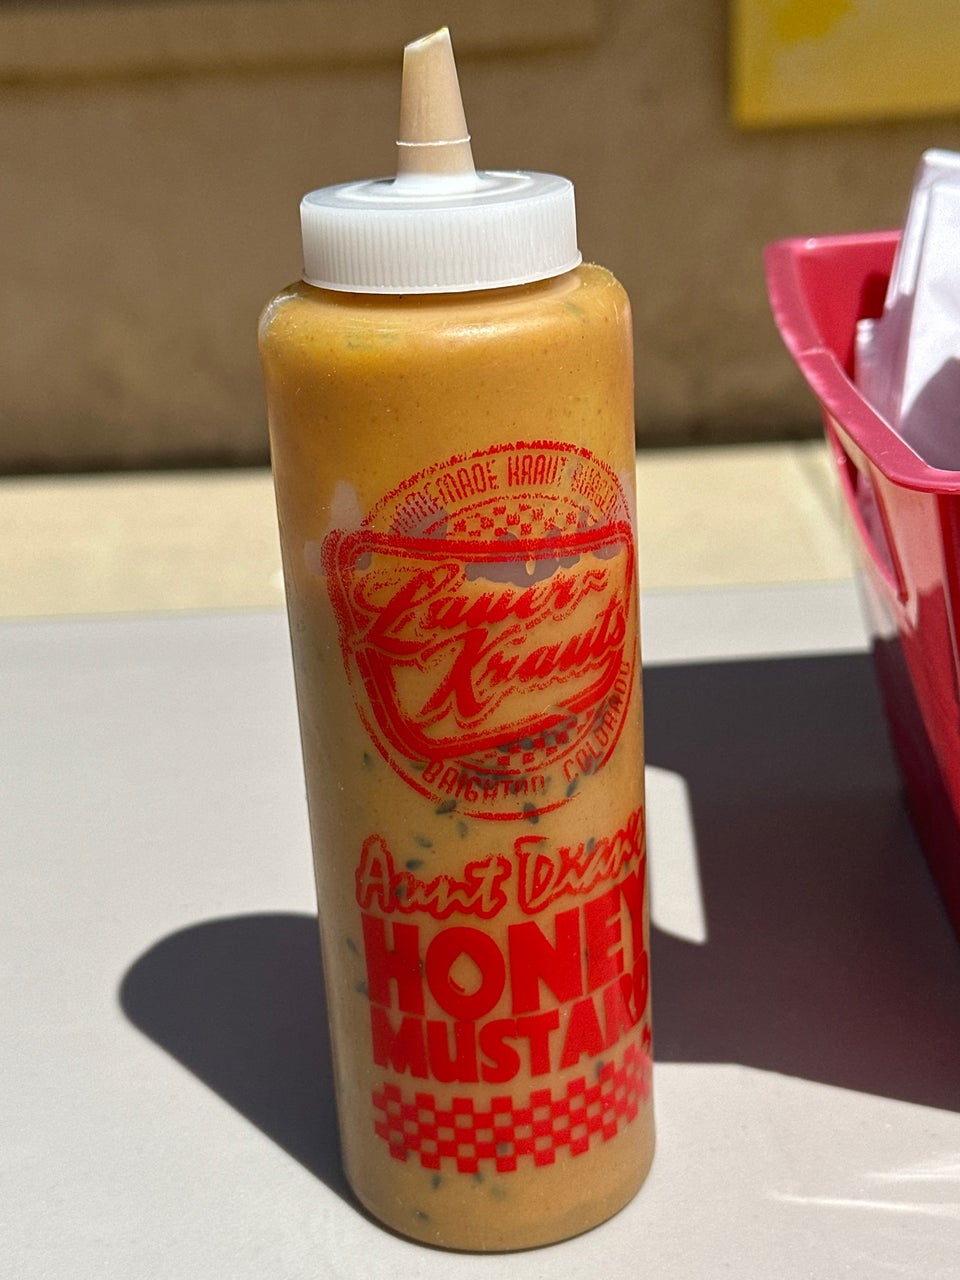 HOMEMADE KRAUT BURGERS
Lauer~
Krauts
BRIGHTON COLORADO
Aunt Diane's
HONEY
MUSTARD